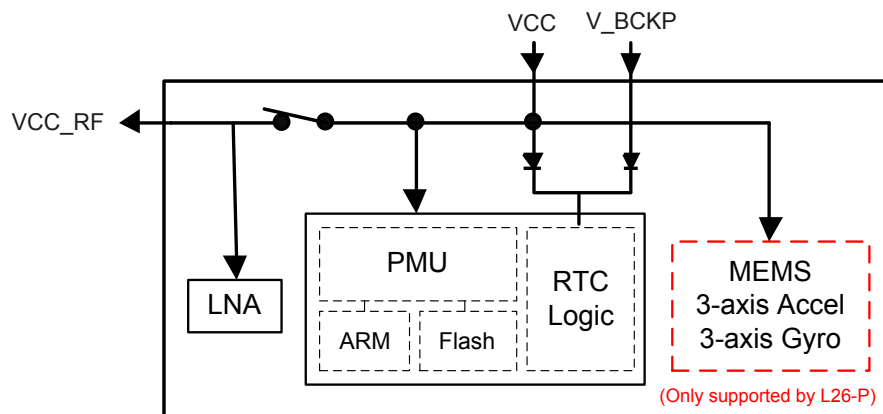 VCC
V_BCKP
VCC_RF
PMU
RTC
Logic
LNA
ARM
Flash
MEMS
3-axis Accel
3-axis Gyro
(Only supported by L26-P)